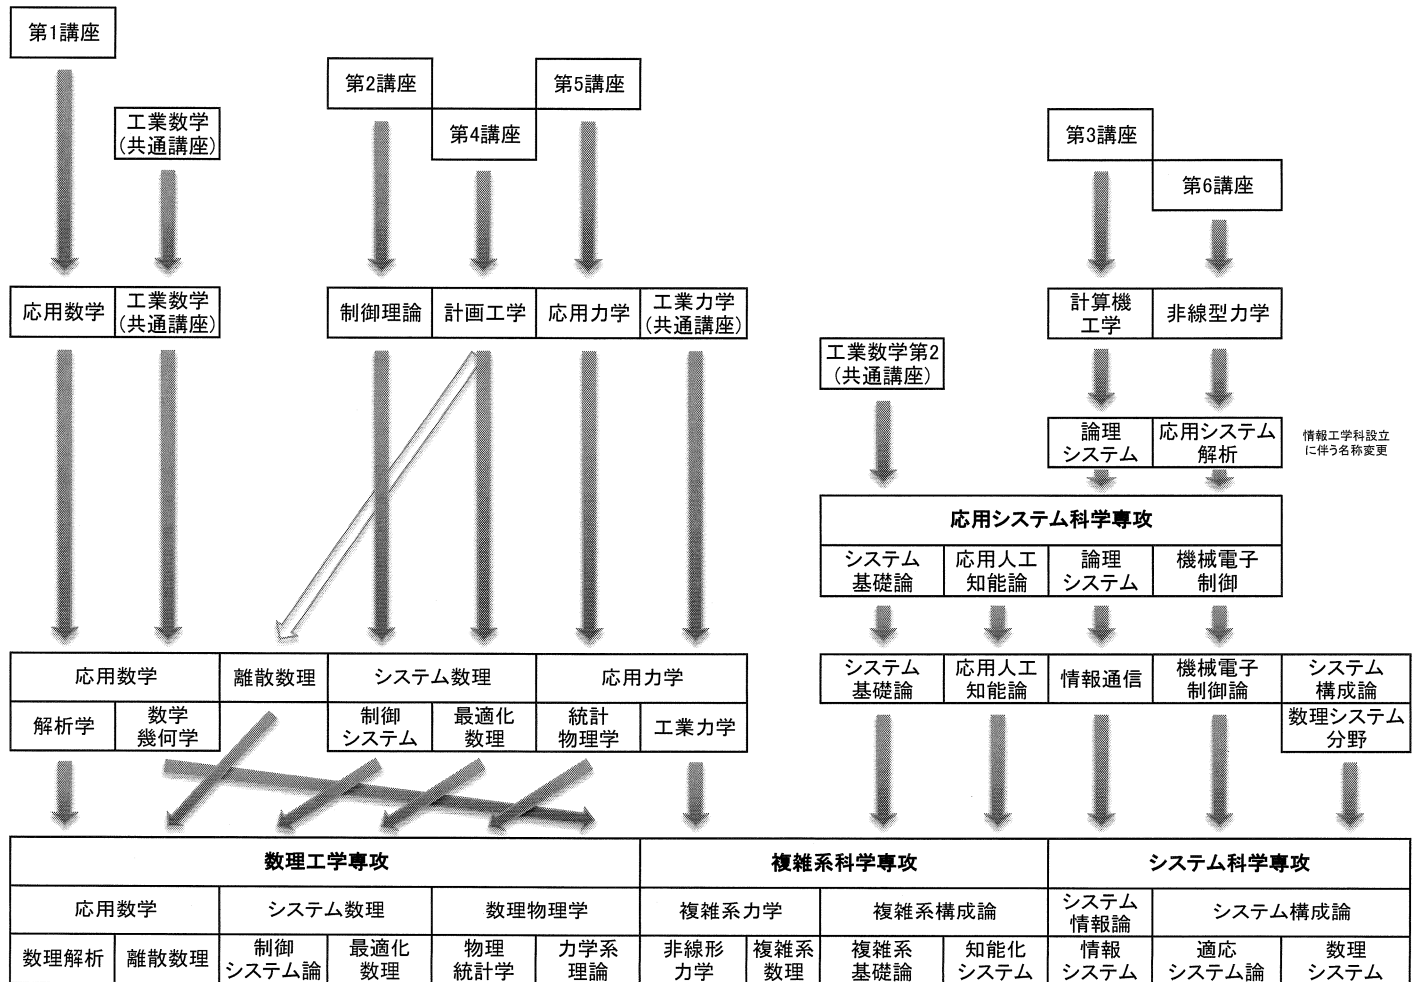 第1講座
第2講座
第5講座
工業数学
(共通講座)
第4講座
第3講座
第6講座
応用数学
工業数学
(共通講座)
制御理論
計画工学
応用力学
工業力学
(共通講座)
計算機
工学
非線型力学
工業数学第2
(共通講座)
論理
システム
応用システム
解析
情報工学科設立
に伴う名称変更
応用システム科学専攻
システム
基礎論
応用人工
知能論
論理
システム
機械電子
制御
応用数学
離散数理
システム数理
応用力学
システム
基礎論
応用人工
知能論
情報通信
機械電子
制御論
システム
構成論
解析学
数学
幾何学
制御
システム
最適化
数理
統計
物理学
工業力学
数理システム
分野
数理工学専攻
複雑系科学専攻
システム科学専攻
応用数学
システム数理
数理物理学
複雑系力学
複雑系構成論
システム
情報論
システム構成論
数理解析
離散数理
制御
システム論
最適化
数理
物理
統計学
力学系
理論
非線形
力学
複雑系
数理
複雑系
基礎論
知能化
システム
情報
システム
適応
システム論
数理
システム